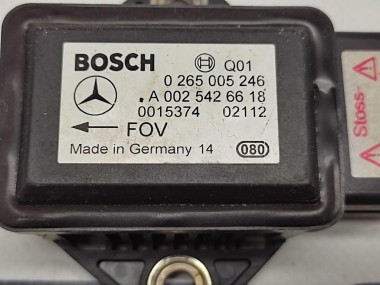 BOSCH Q01
0 265 005 246
.A 002 542 66 18
0015374 02112
FOV
Made in Germany 14 080
Stoss-